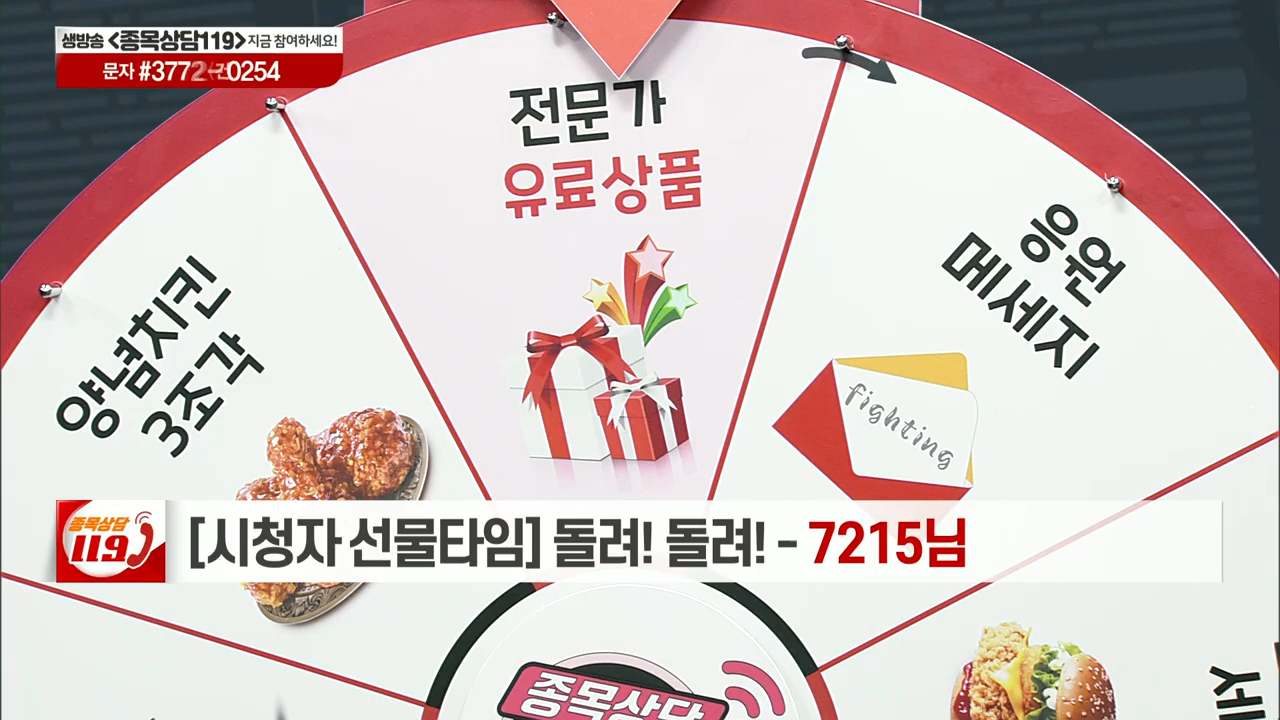 생방송 <종목상담119> 지금 참여하세요!
문자 #3772
0254
전문가
유료상품
응원
메세지
양념치킨
3조각
fighting
종목상담
119
[시청자 선물타임] 돌려! 돌려! - 7215님
종목상담